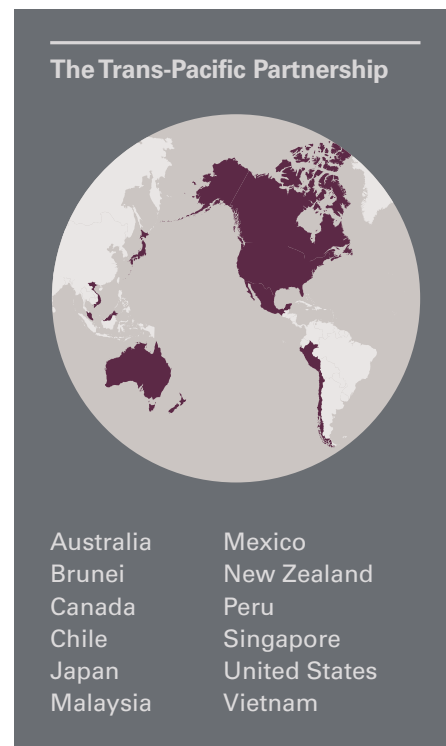 The Trans-Pacific Partnership
Australia
Brunei
Canada
Chile
Japan
Malaysia
Mexico
New Zealand
Peru
Singapore
United States
Vietnam